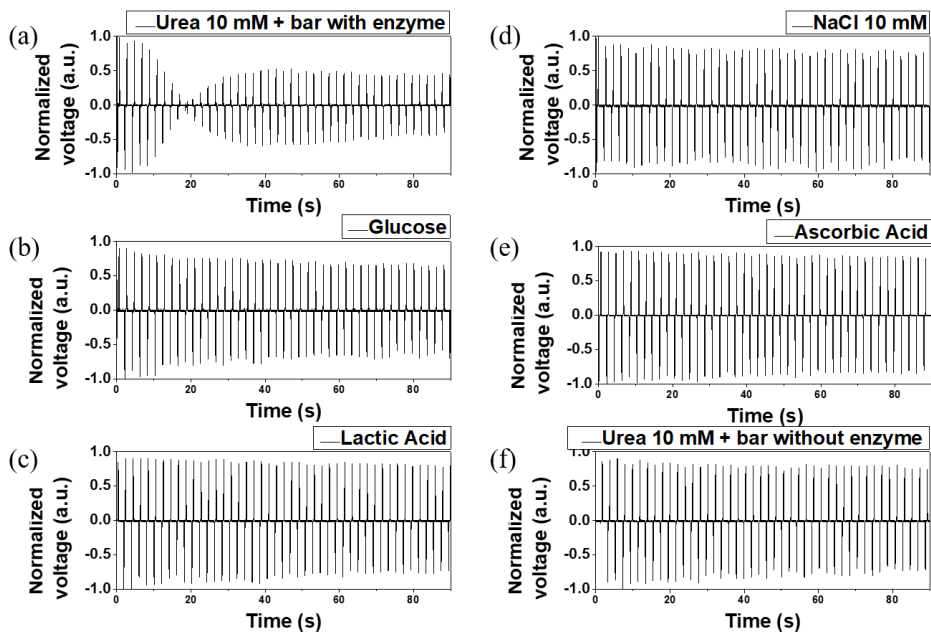 (a)
Urea 10 mM + bar with enzyme
Normalized
voltage (a.u.)
1.0
0.5
0.0
-0.5
-1.0
0
20
40
60
80
Time (s)
(b)
Glucose
Normalized
voltage (a.u.)
1.0
0.5
0.0
-0.5
-1.0
0
20
40
60
80
Time (s)
(c)
Lactic Acid
Normalized
voltage (a.u.)
1.0
0.5
0.0
-0.5
-1.0
0
20
40
60
80
Time (s)
(d)
NaCl 10 mM
Normalized
voltage (a.u.)
1.0
0.5
0.0
-0.5
-1.0
0
20
40
60
80
Time (s)
(e)
Ascorbic Acid
Normalized
voltage (a.u.)
1.0
0.5
0.0
-0.5
-1.0
0
20
40
60
80
Time (s)
(f)
Urea 10 mM + bar without enzyme
Normalized
voltage (a.u.)
1.0
0.5
0.0
-0.5
-1.0
0
20
40
60
80
Time (s)